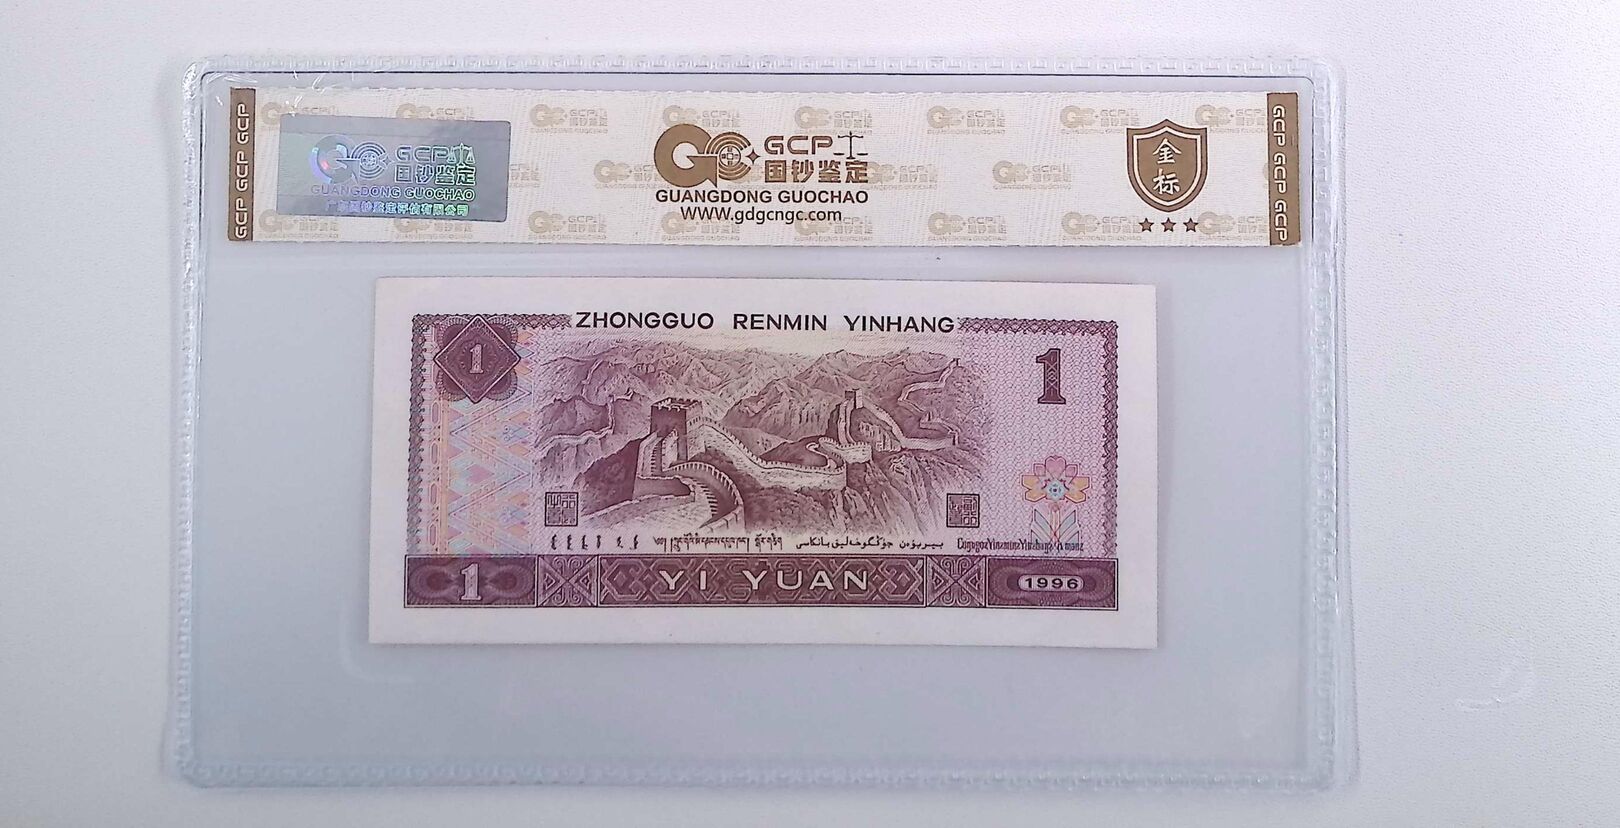 GCP GCP GCP
GCP
国钞鉴定
GUANGDONG GUOCHAO
GCP
国钞鉴定
GUANGDONG GUOCHAO
www.gdgcngc.com
金
标
GCP GCP GCP
ZHONGGUO RENMIN YINHANG
1
1
YI YUAN
1
1996